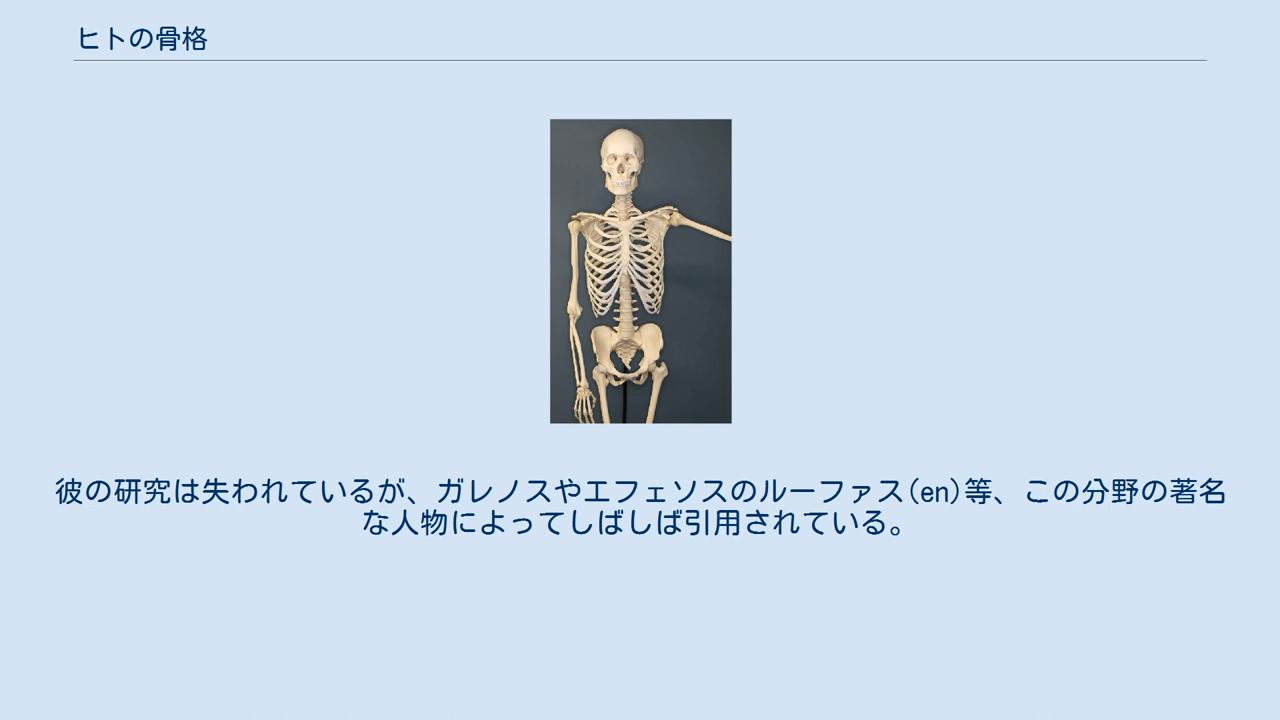 ヒトの骨格
彼の研究は失われているが、ガレノスやエフェソスのルーファス(en)等、この分野の著名
な人物によってしばしば引用されている。